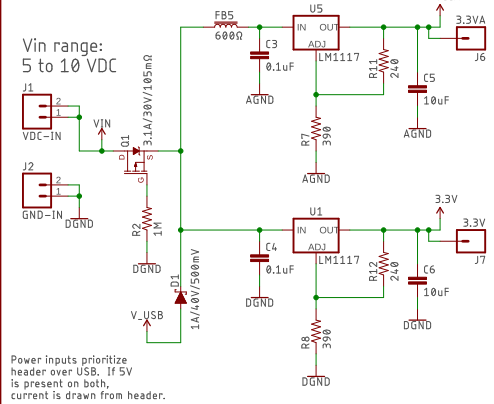 FB5
600Ω
U5
IN
OUT
ADJ
LM1117
3.3VA
J6
Vin range:
5 to 10 VDC
C3
0.1uF
AGND
R11
240
C5
10uF
AGND
R7
390
AGND
J1
2
1
VDC-IN
VIN
Q1
3.1A/30V/105mΩ
D
S
G
J2
2
1
GND-IN
DGND
R2
1M
DGND
U1
IN
OUT
ADJ
LM1117
3.3V
3.3V
J7
C4
0.1uF
DGND
R12
240
C6
10uF
DGND
R8
390
DGND
D1
1A/40V/500mV
V_USB
Power inputs prioritize
header over USB.  If 5V
is present on both,
current is drawn from header.